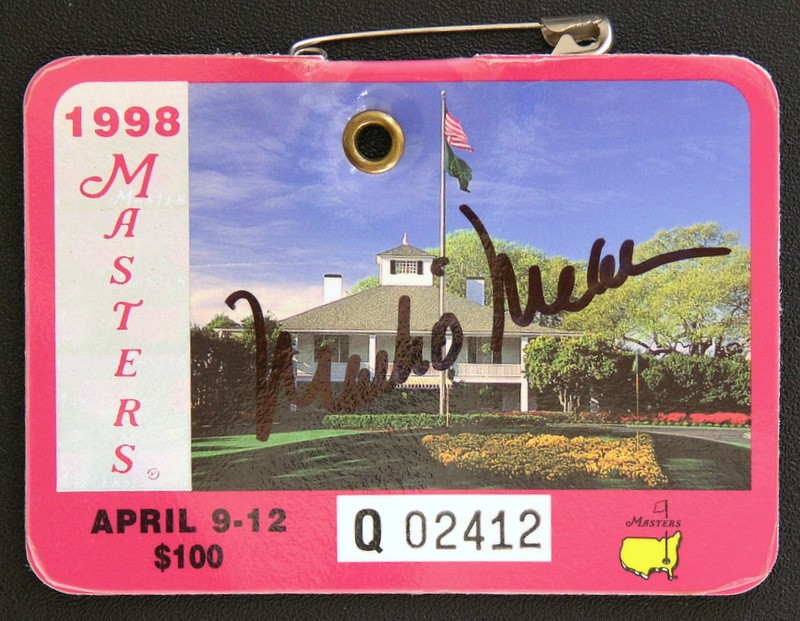 1998
MASTERS
APRIL 9-12
$100
Q 02412
MASTERS